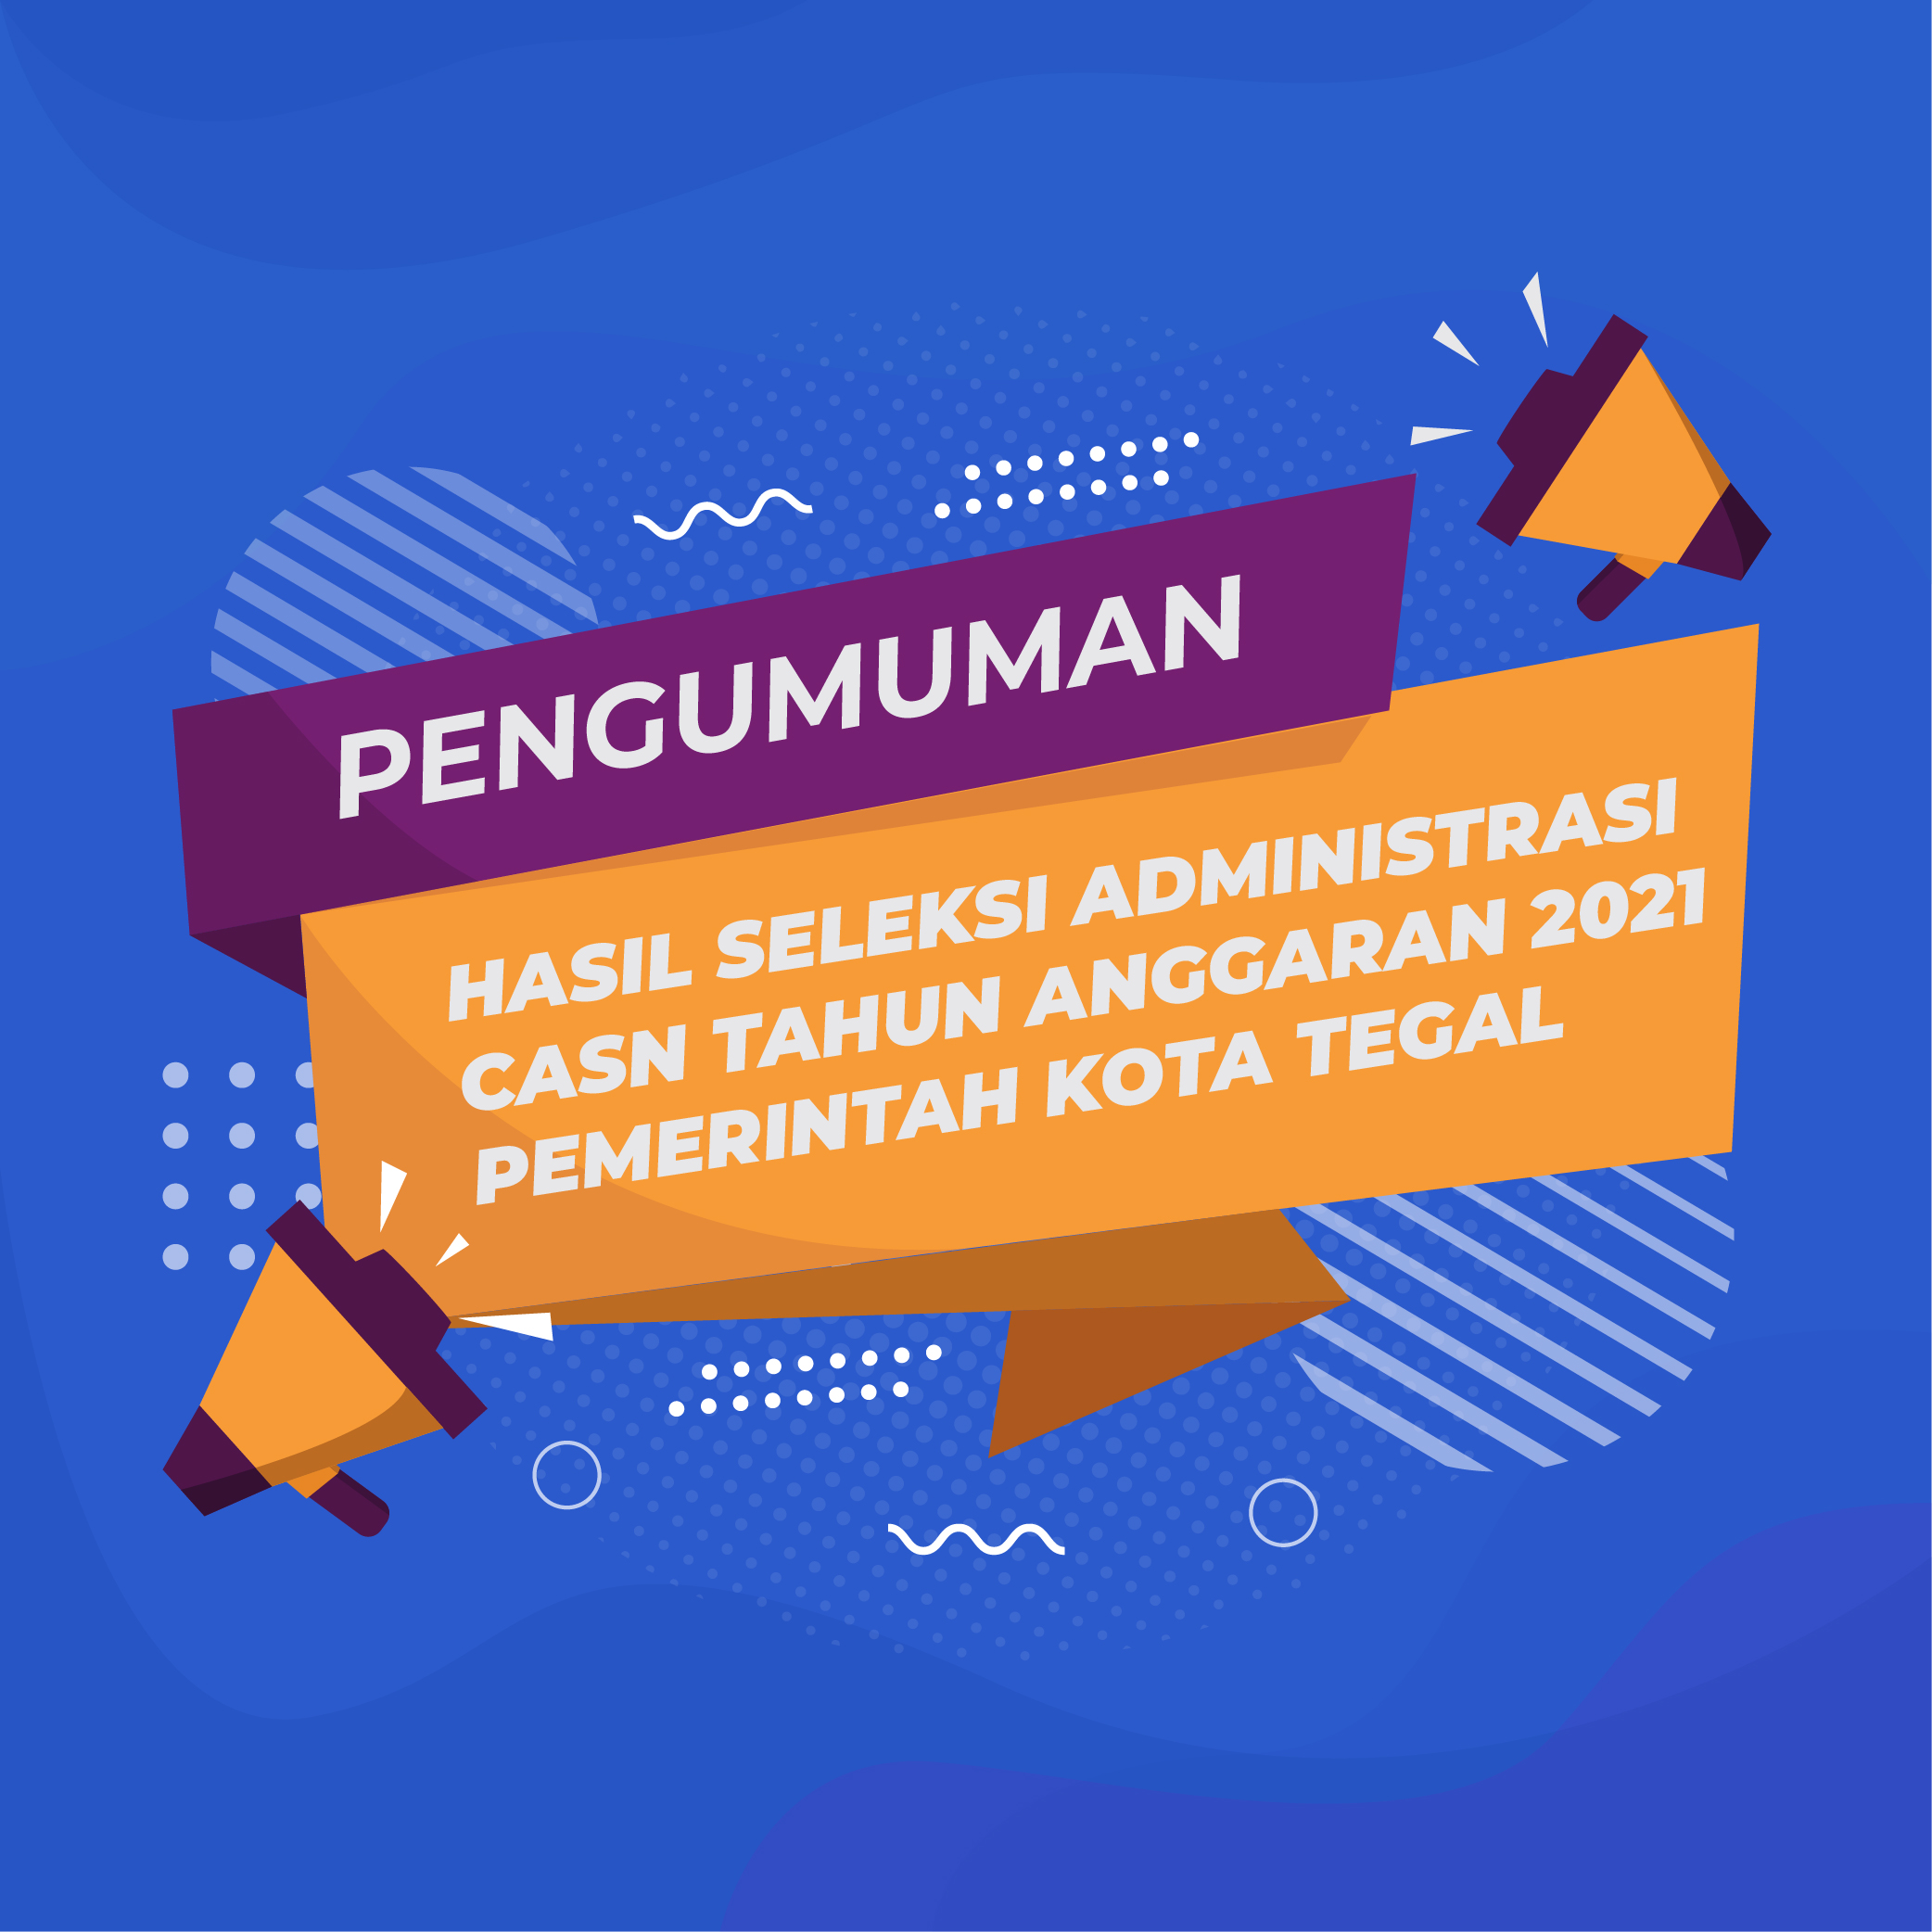 PENGUMUMAN
HASIL SELEKSI ADMINISTRASI
CASN TAHUN ANGGARAN 2021
PEMERINTAH KOTA TEGAL